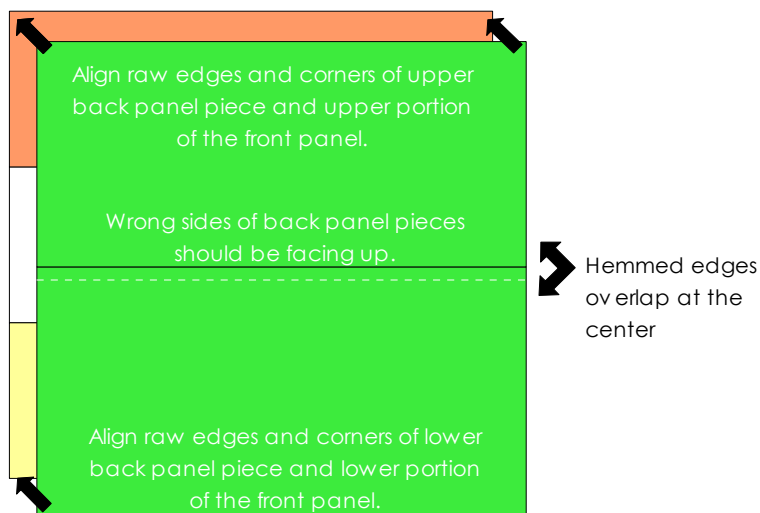 Align raw edges and corners of upper
back panel piece and upper portion
of the front panel.
Wrong sides of back panel pieces
should be facing up.
Hemmed edges
overlap at the
center
Align raw edges and corners of lower
back panel piece and lower portion
of the front panel.